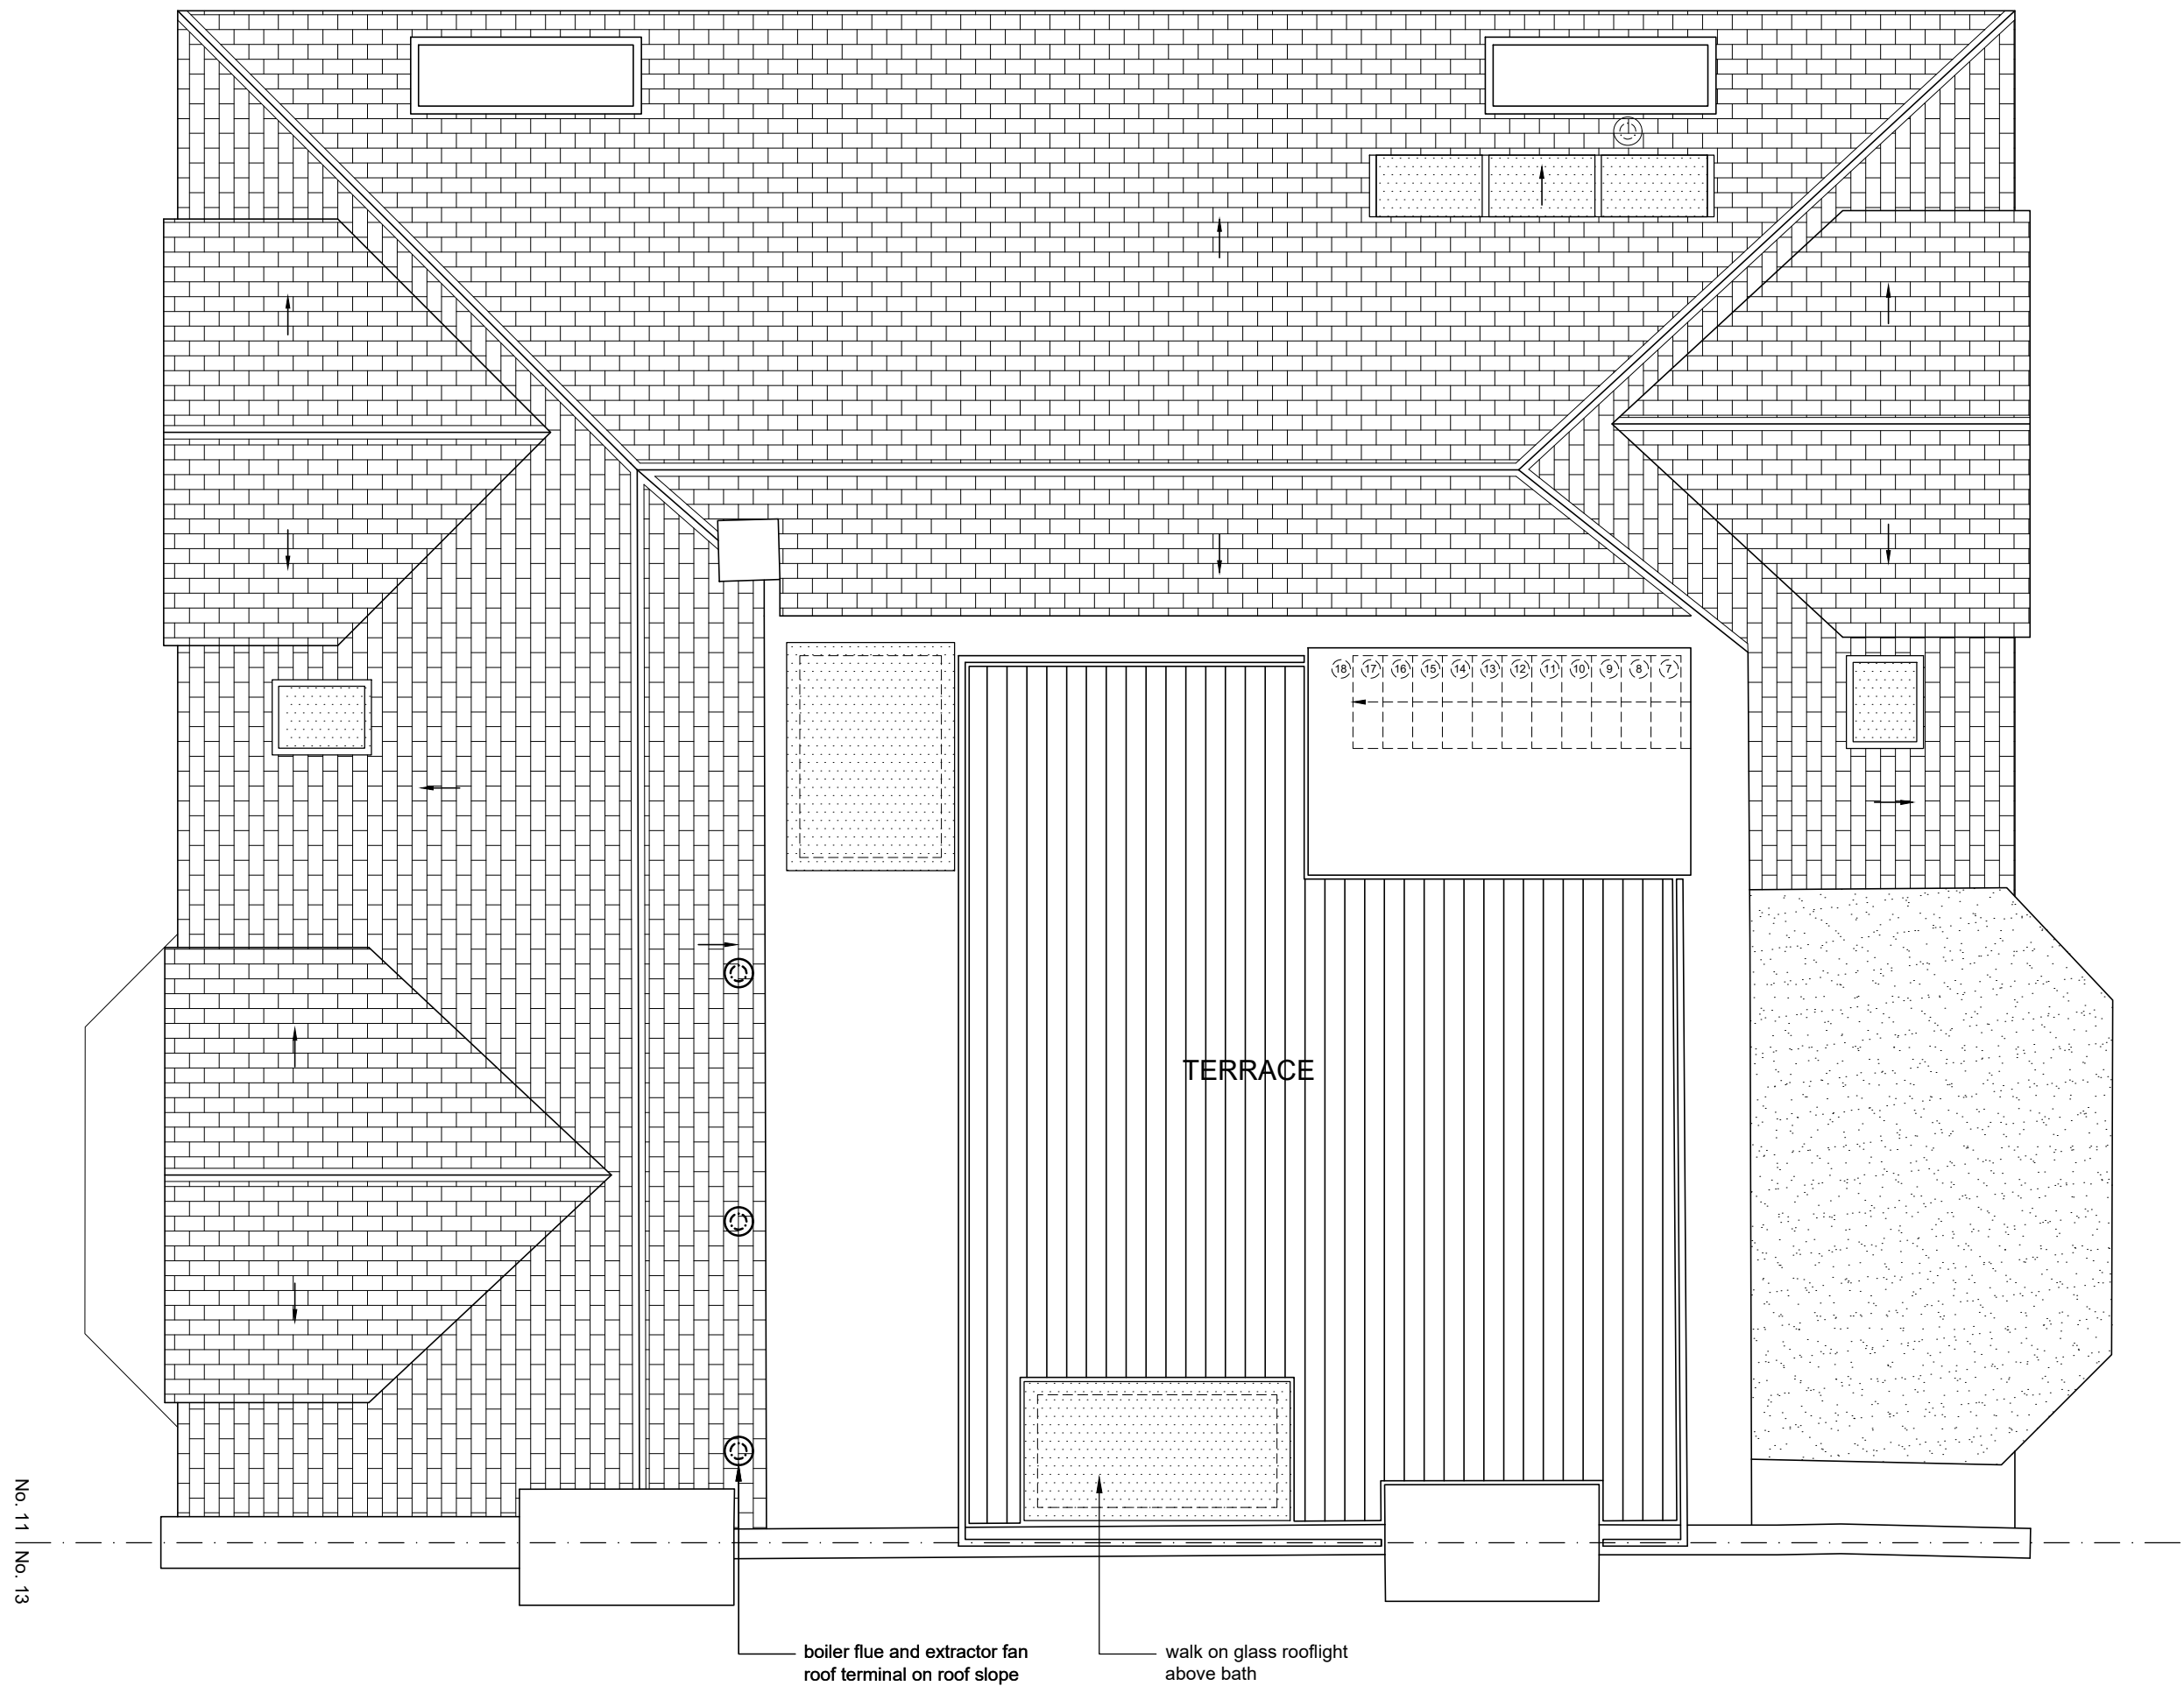 18 17 16 15 14 13 12 11 10 9 8 7
TERRACE
No. 11
No. 13
boiler flue and extractor fan
roof terminal on roof slope
walk on glass rooflight
above bath